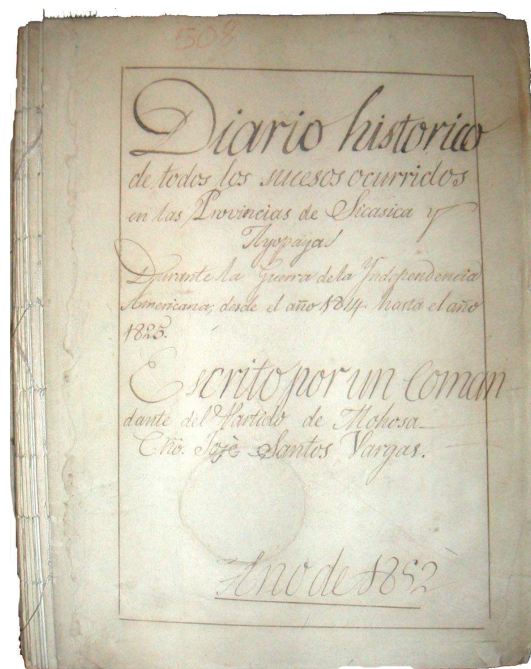 508
Diario historico
de todos los sucesos ocurridos
en las Provincias de Sicasica y
Ayopaya
Durante la Guerra de la Yndependencia
Americana, desde el año 1814. hasta el año
1825.
Escrito por un Coman
dante del Partido de Mohosa
Cno. José Santos Vargas.
Año de 1852